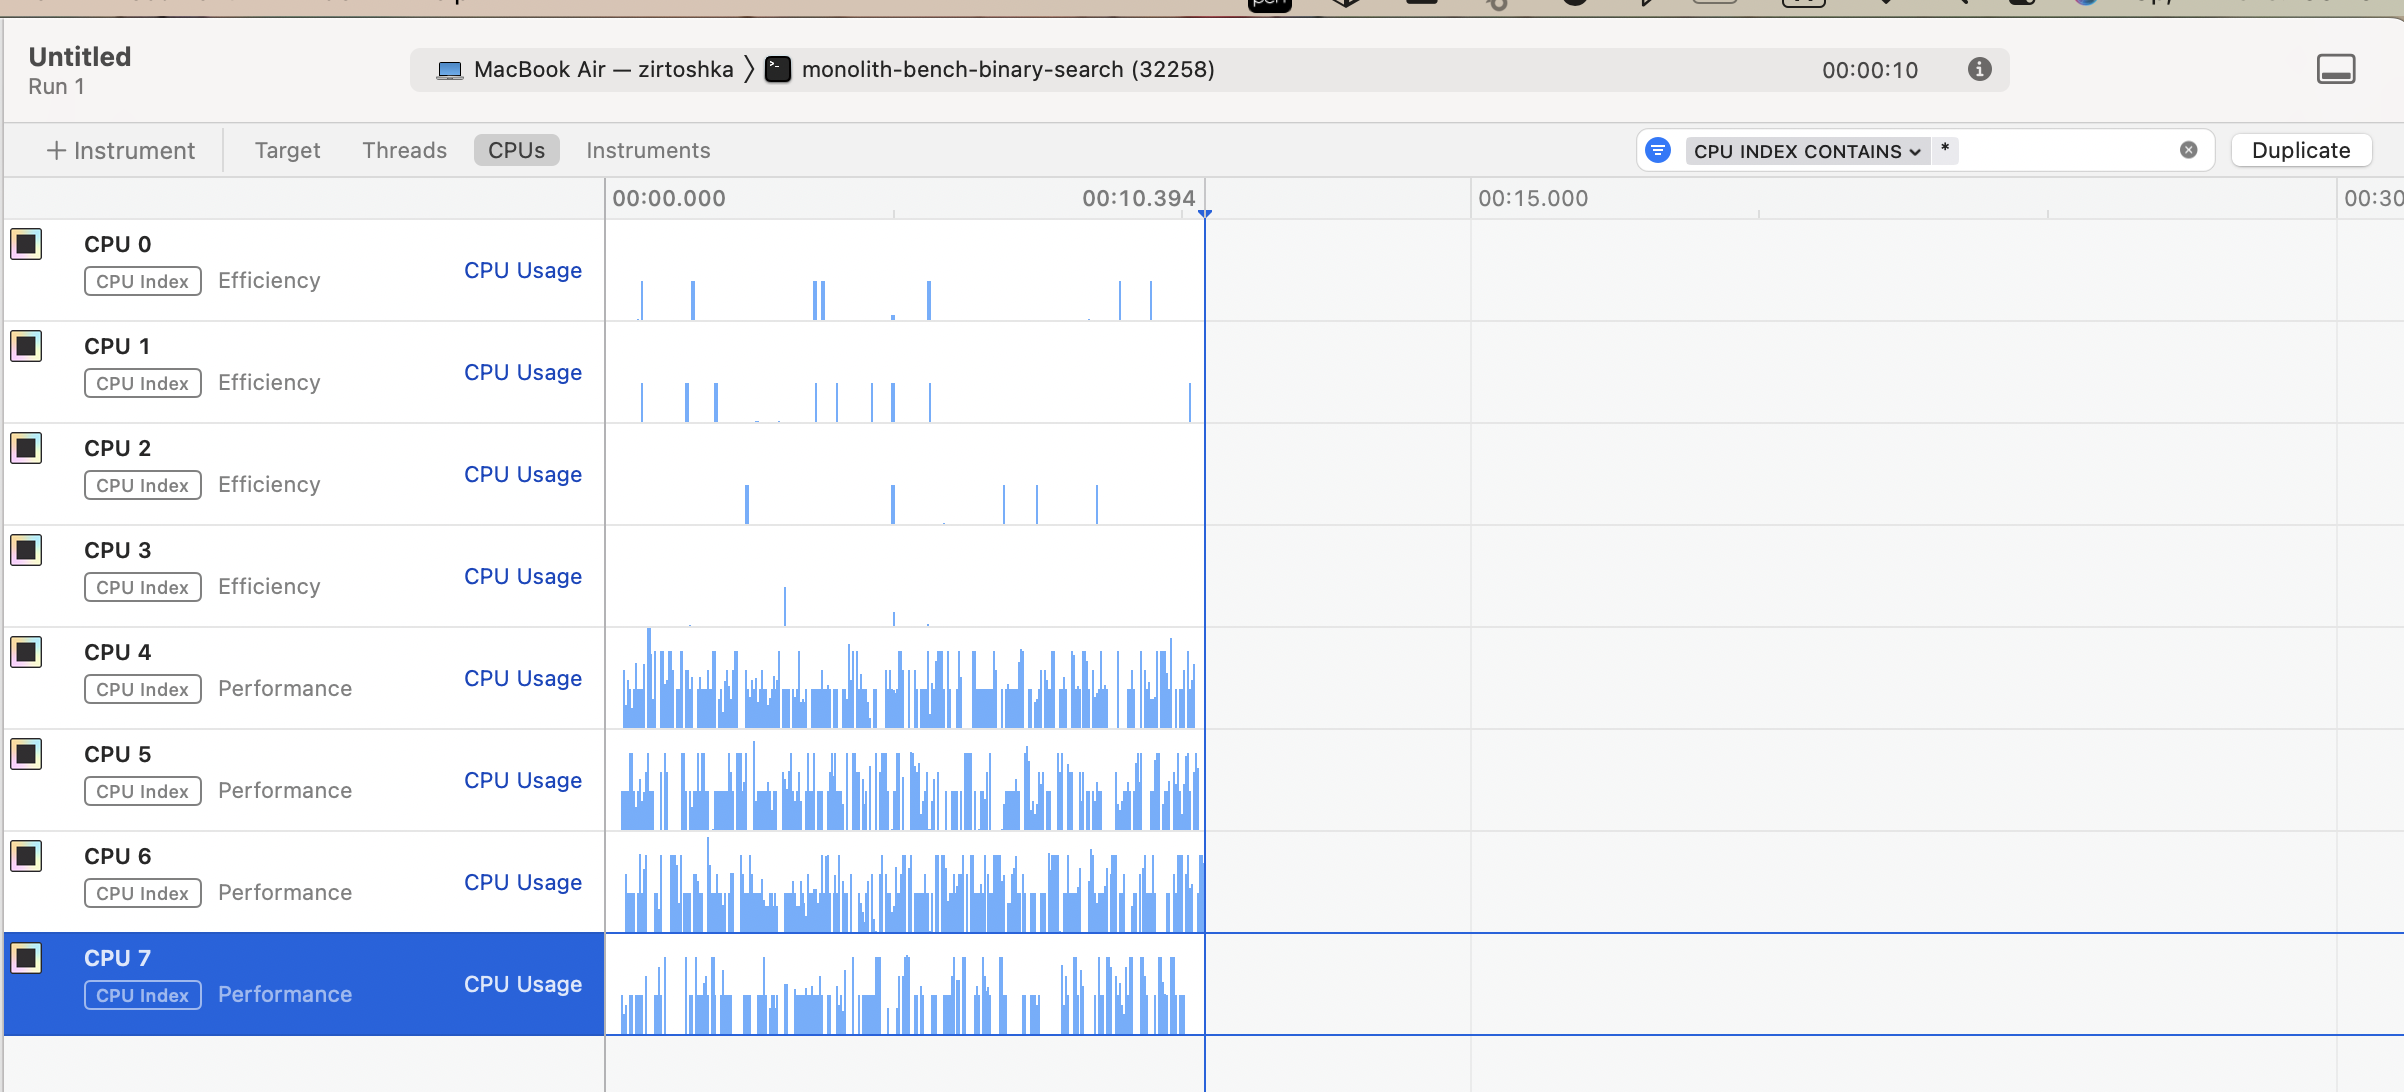 Untitled
Run 1
MacBook Air — zirtoshka 〉 monolith-bench-binary-search (32258)
00:00:10
+ Instrument
Target
Threads
CPUs
Instruments
CPU INDEX CONTAINS *
Duplicate
00:00.000
00:10.394
00:15.000
00:30
CPU 0
CPU Index Efficiency
CPU Usage
CPU 1
CPU Index Efficiency
CPU Usage
CPU 2
CPU Index Efficiency
CPU Usage
CPU 3
CPU Index Efficiency
CPU Usage
CPU 4
CPU Index Performance
CPU Usage
CPU 5
CPU Index Performance
CPU Usage
CPU 6
CPU Index Performance
CPU Usage
CPU 7
CPU Index Performance
CPU Usage